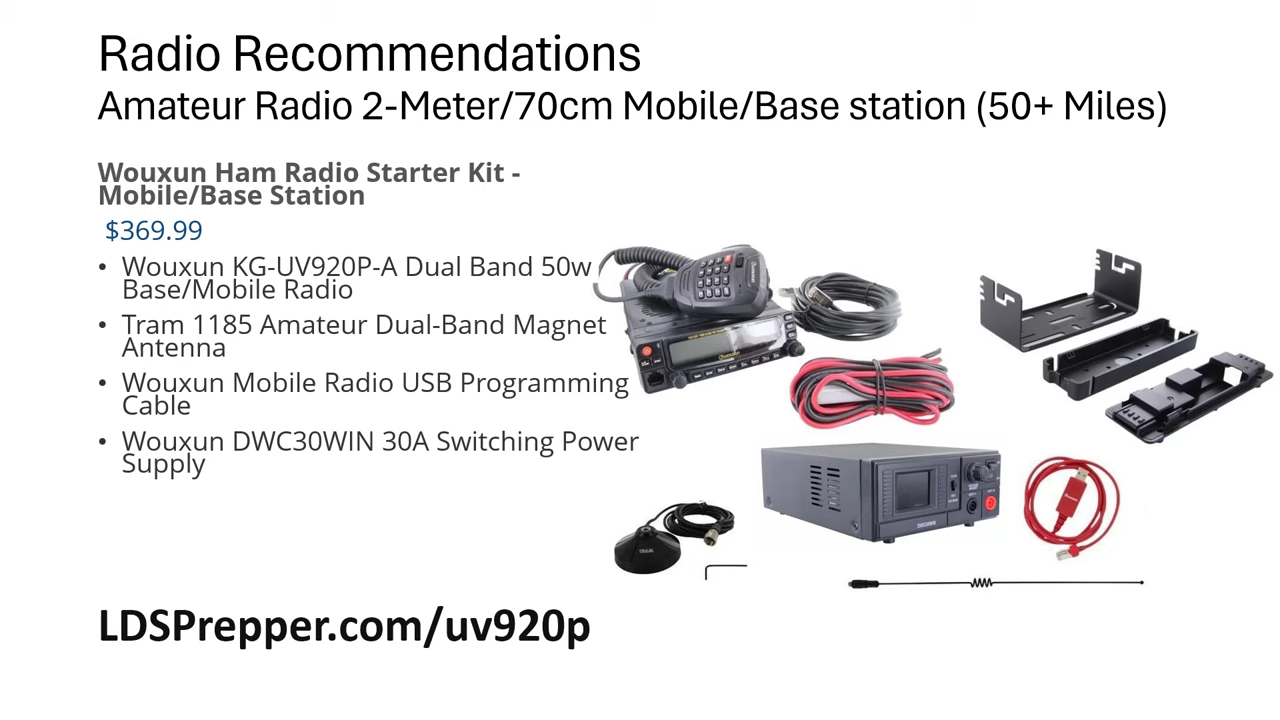 Radio Recommendations
Amateur Radio 2-Meter/70cm Mobile/Base station (50+ Miles)
Wouxun Ham Radio Starter Kit -
Mobile/Base Station
$369.99
• Wouxun KG-UV920P-A Dual Band 50w
Base/Mobile Radio
• Tram 1185 Amateur Dual-Band Magnet
Antenna
• Wouxun Mobile Radio USB Programming
Cable
• Wouxun DWC30WIN 30A Switching Power
Supply
DWC30WIN
TRAM
LDSPrepper.com/uv920p